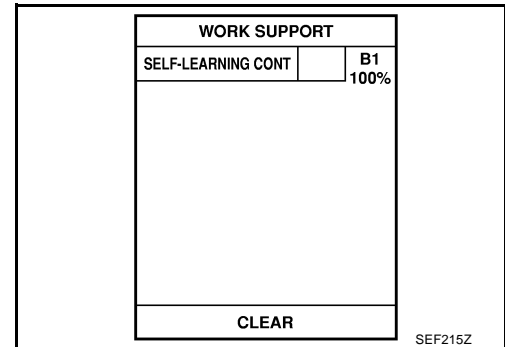 WORK SUPPORT
SELF-LEARNING CONT B1
100%
CLEAR
SEF215Z